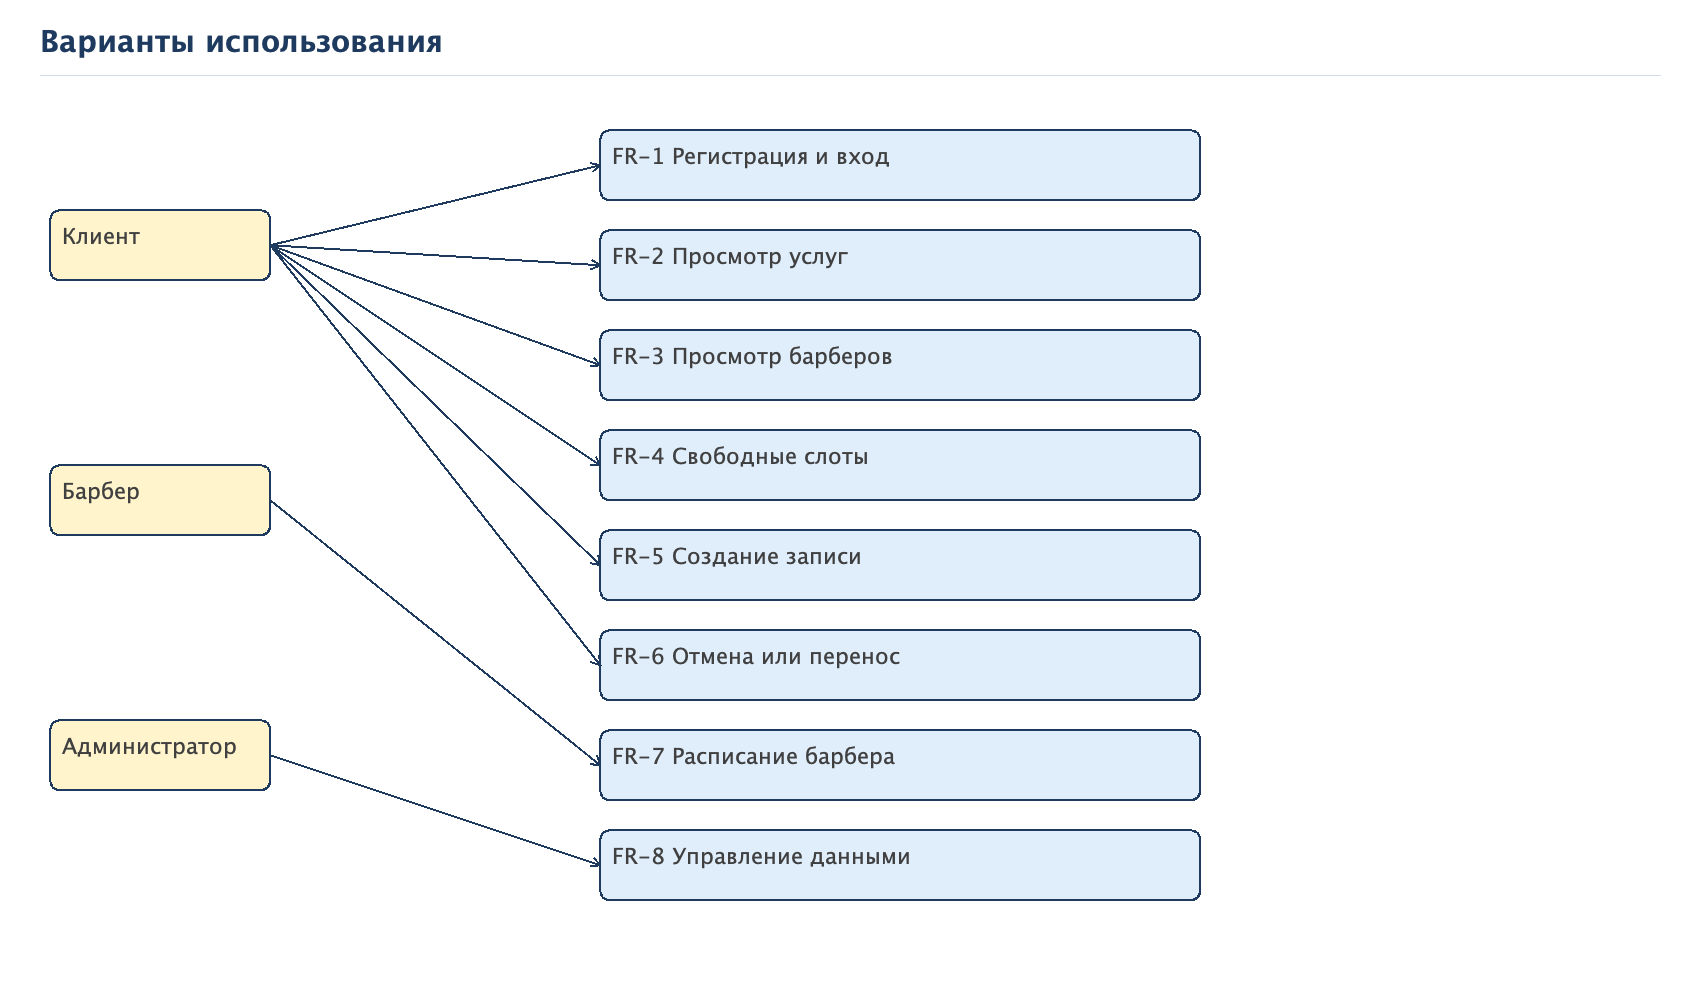 Варианты использования
Клиент
Барбер
Администратор
FR-1 Регистрация и вход
FR-2 Просмотр услуг
FR-3 Просмотр барберов
FR-4 Свободные слоты
FR-5 Создание записи
FR-6 Отмена или перенос
FR-7 Расписание барбера
FR-8 Управление данными